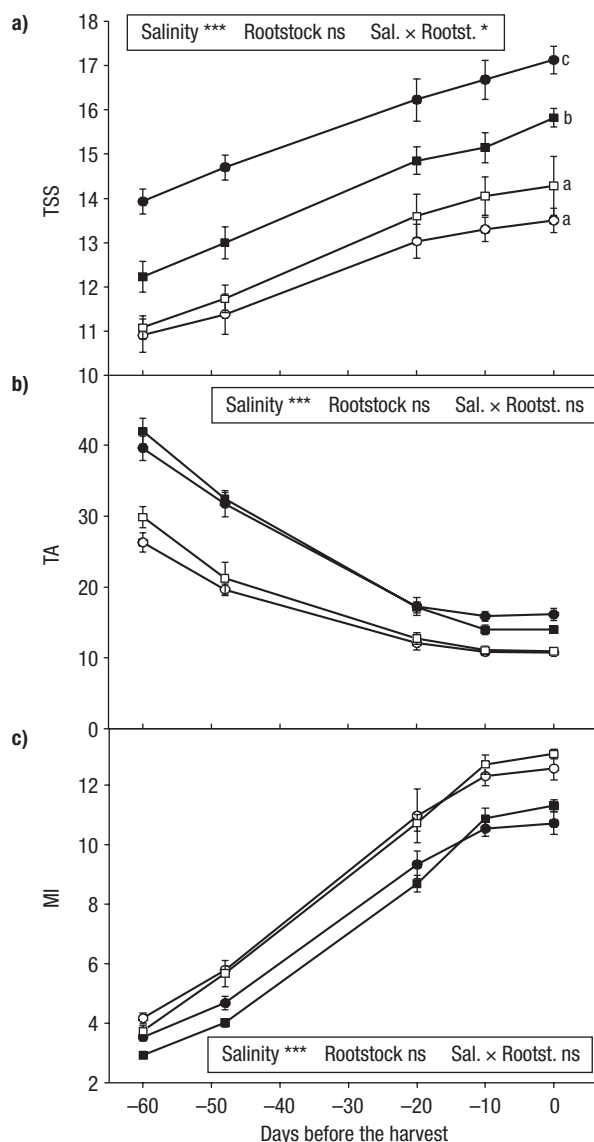 a)
18
17
16
15
14
13
12
11
TSS
Salinity *** Rootstock ns Sal. × Rootst. *
c
b
a
a
b)
10
40
30
20
10
0
TA
Salinity *** Rootstock ns Sal. × Rootst. ns
c)
12
10
8
6
4
2
MI
Salinity *** Rootstock ns Sal. × Rootst. ns
–60 –50 –40 –30 –20 –10 0
Days before the harvest